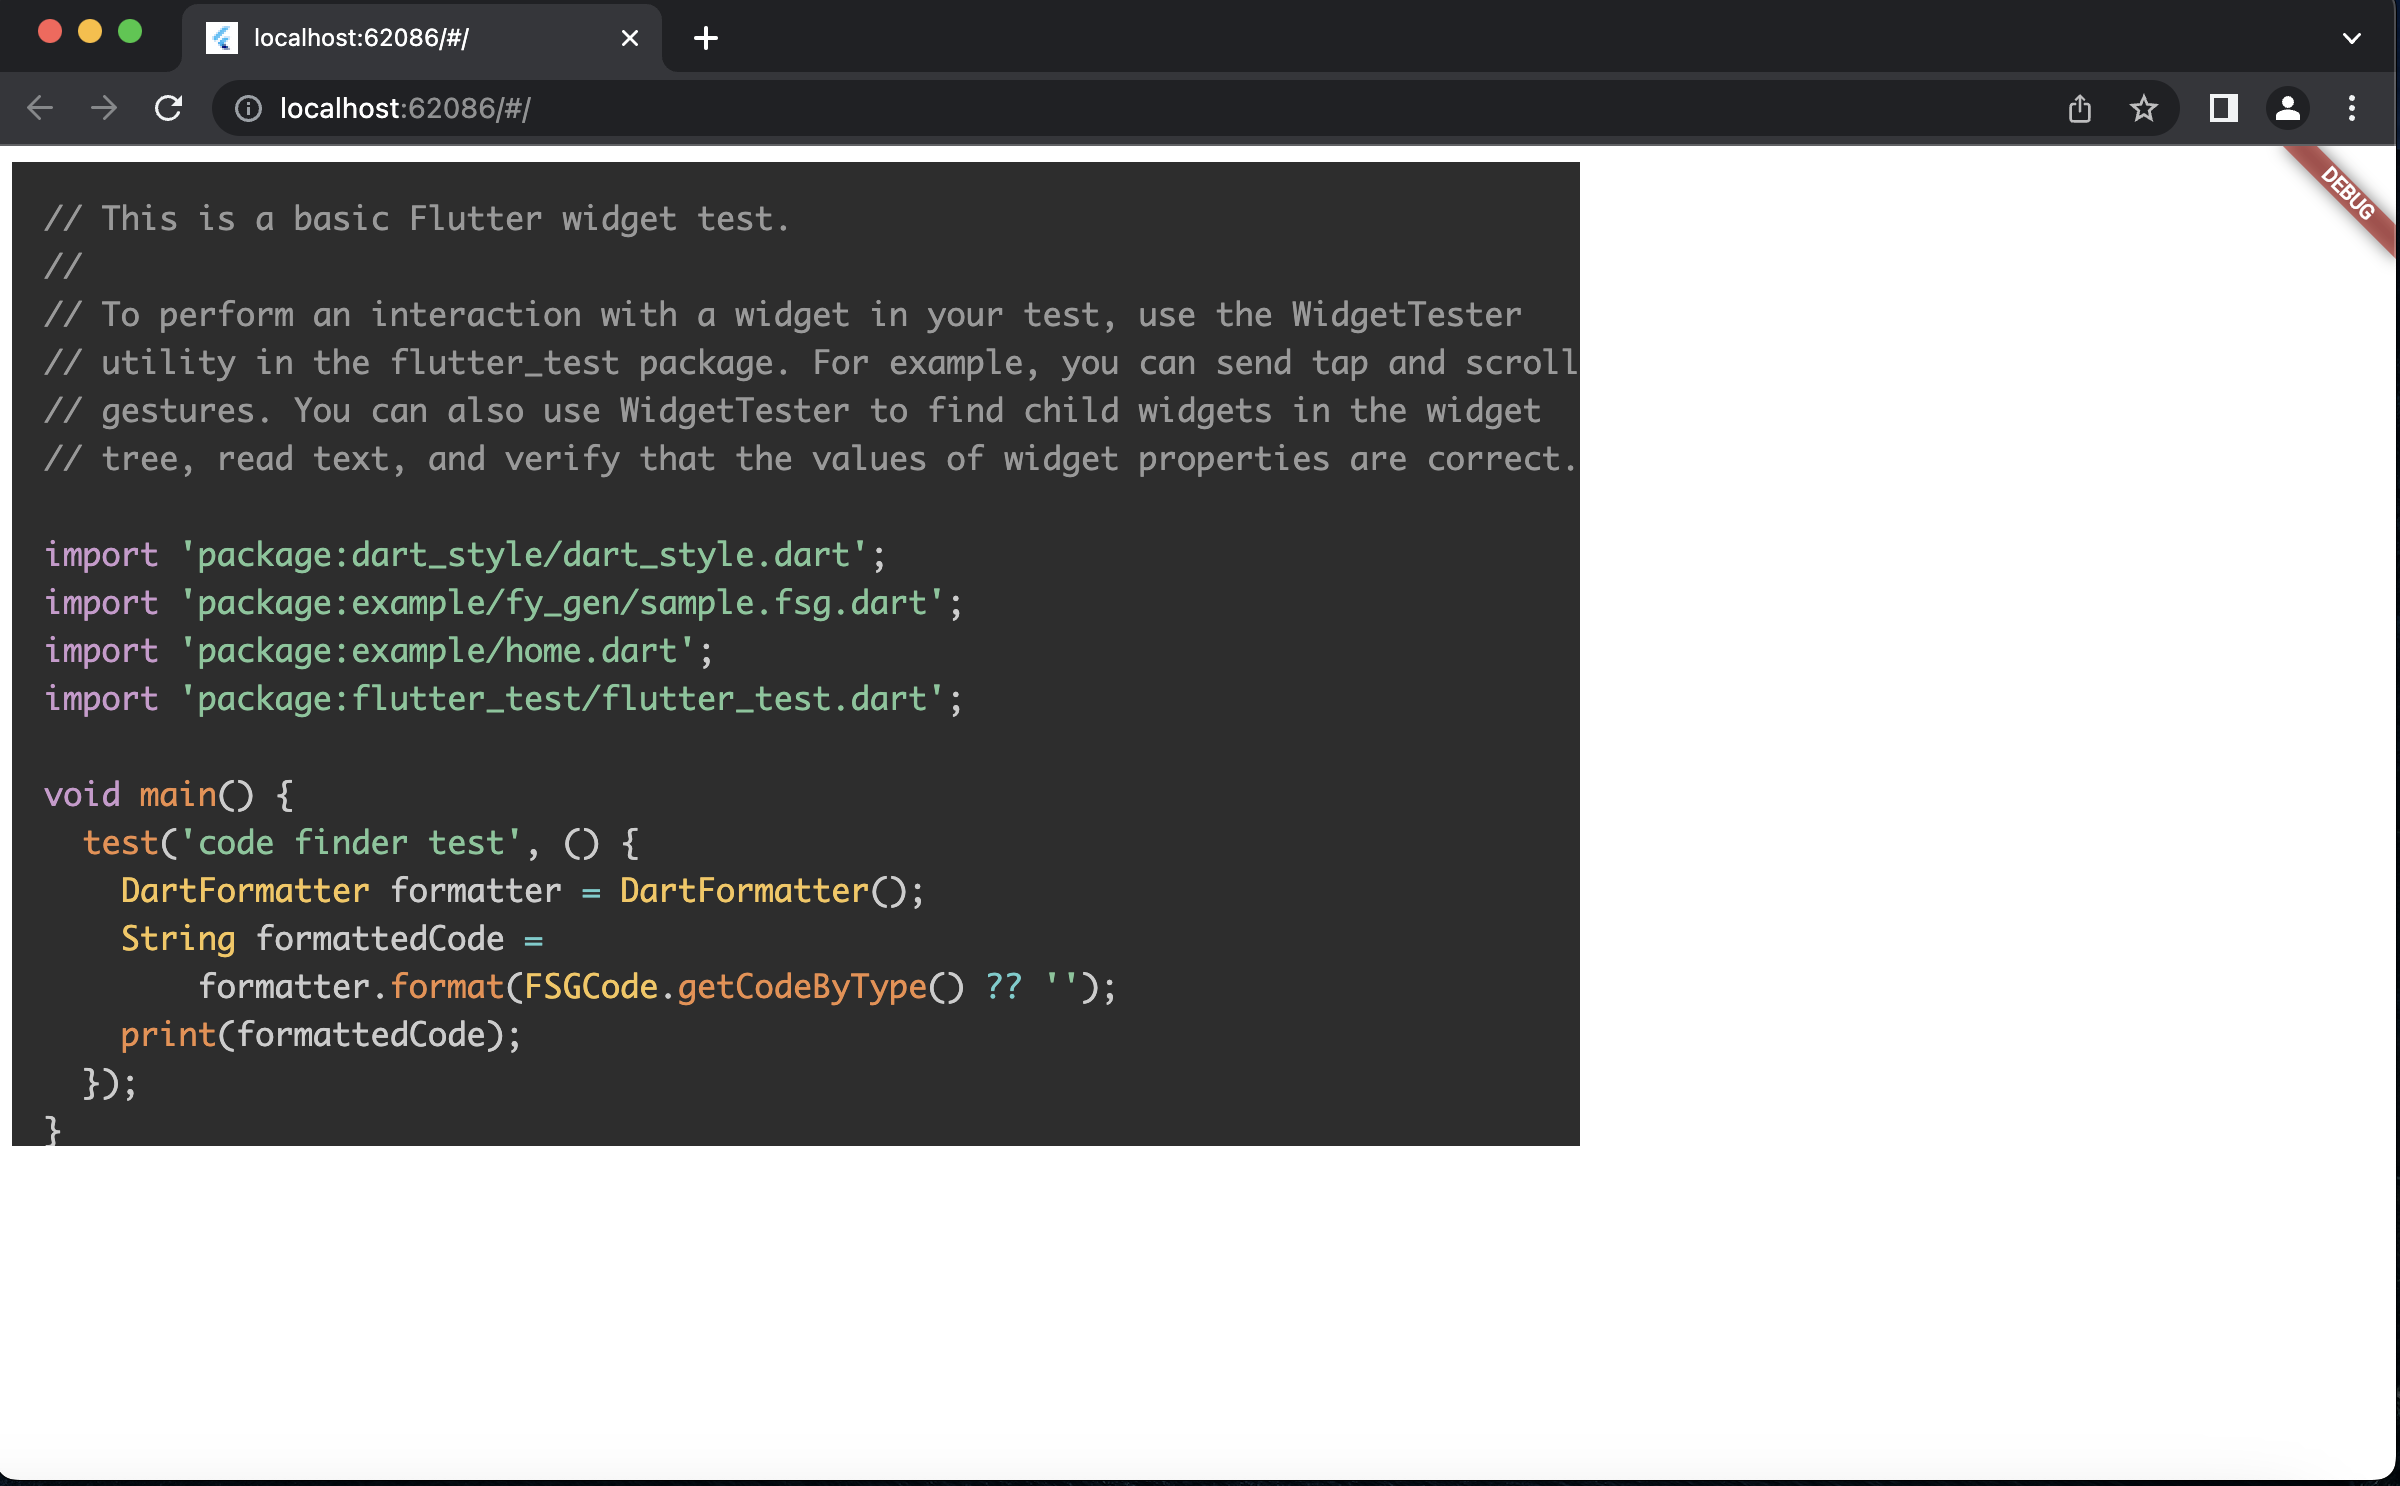 localhost:62086/#/
localhost:62086/#/
DEBUG
// This is a basic Flutter widget test.
//
// To perform an interaction with a widget in your test, use the WidgetTester
// utility in the flutter_test package. For example, you can send tap and scroll
// gestures. You can also use WidgetTester to find child widgets in the widget
// tree, read text, and verify that the values of widget properties are correct.

import 'package:dart_style/dart_style.dart';
import 'package:example/fy_gen/sample.fsg.dart';
import 'package:example/home.dart';
import 'package:flutter_test/flutter_test.dart';

void main() {
  test('code finder test', () {
    DartFormatter formatter = DartFormatter();
    String formattedCode =
        formatter.format(FSGCode.getCodeByType() ?? '');
    print(formattedCode);
  });
}